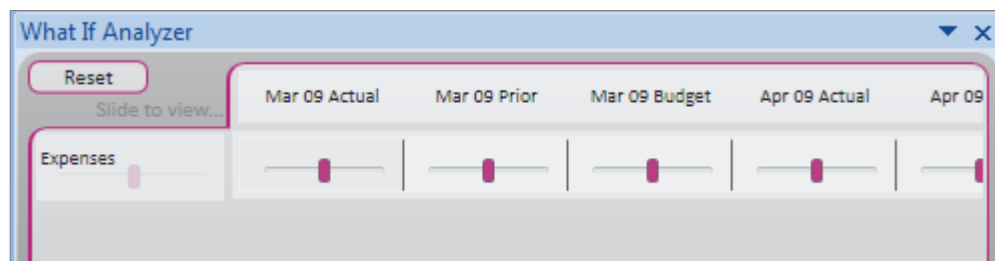 What If Analyzer
Reset
Slide to view...
Mar 09 Actual Mar 09 Prior Mar 09 Budget Apr 09 Actual Apr 09
Expenses